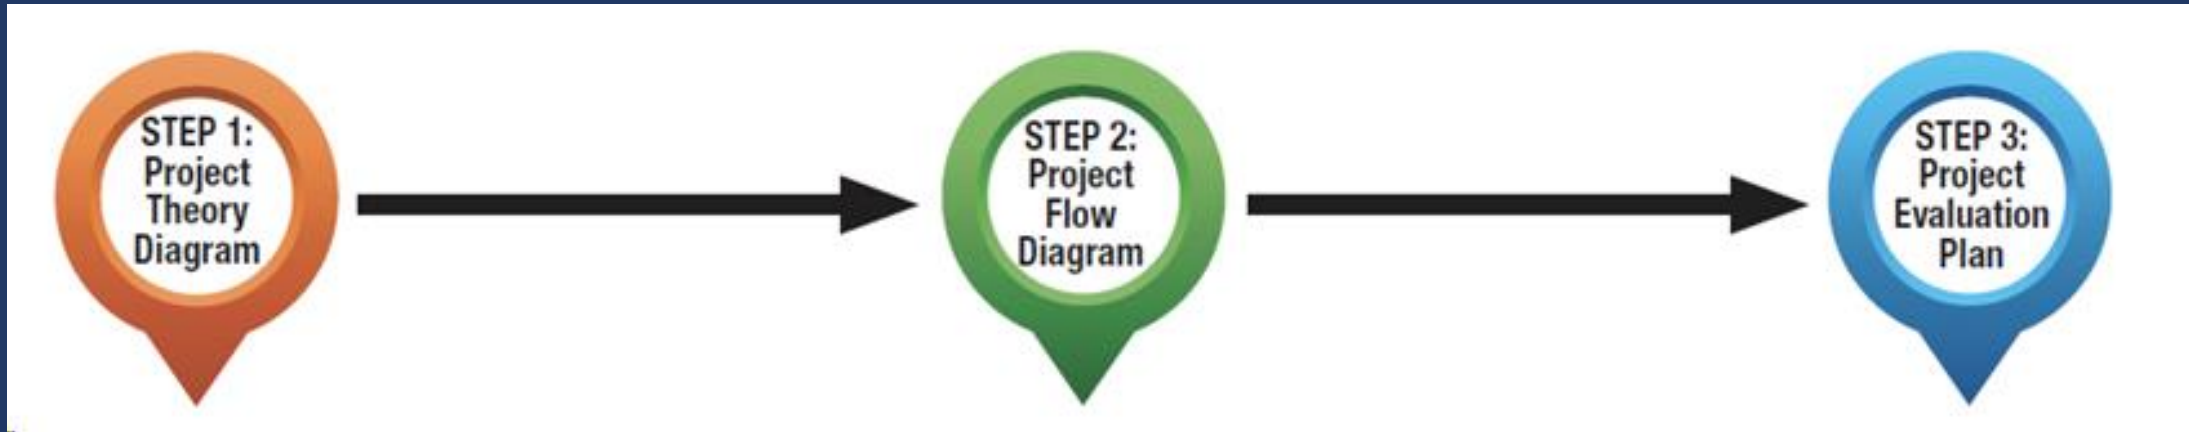 STEP 1:
Project
Theory
Diagram
STEP 2:
Project
Flow
Diagram
STEP 3:
Project
Evaluation
Plan